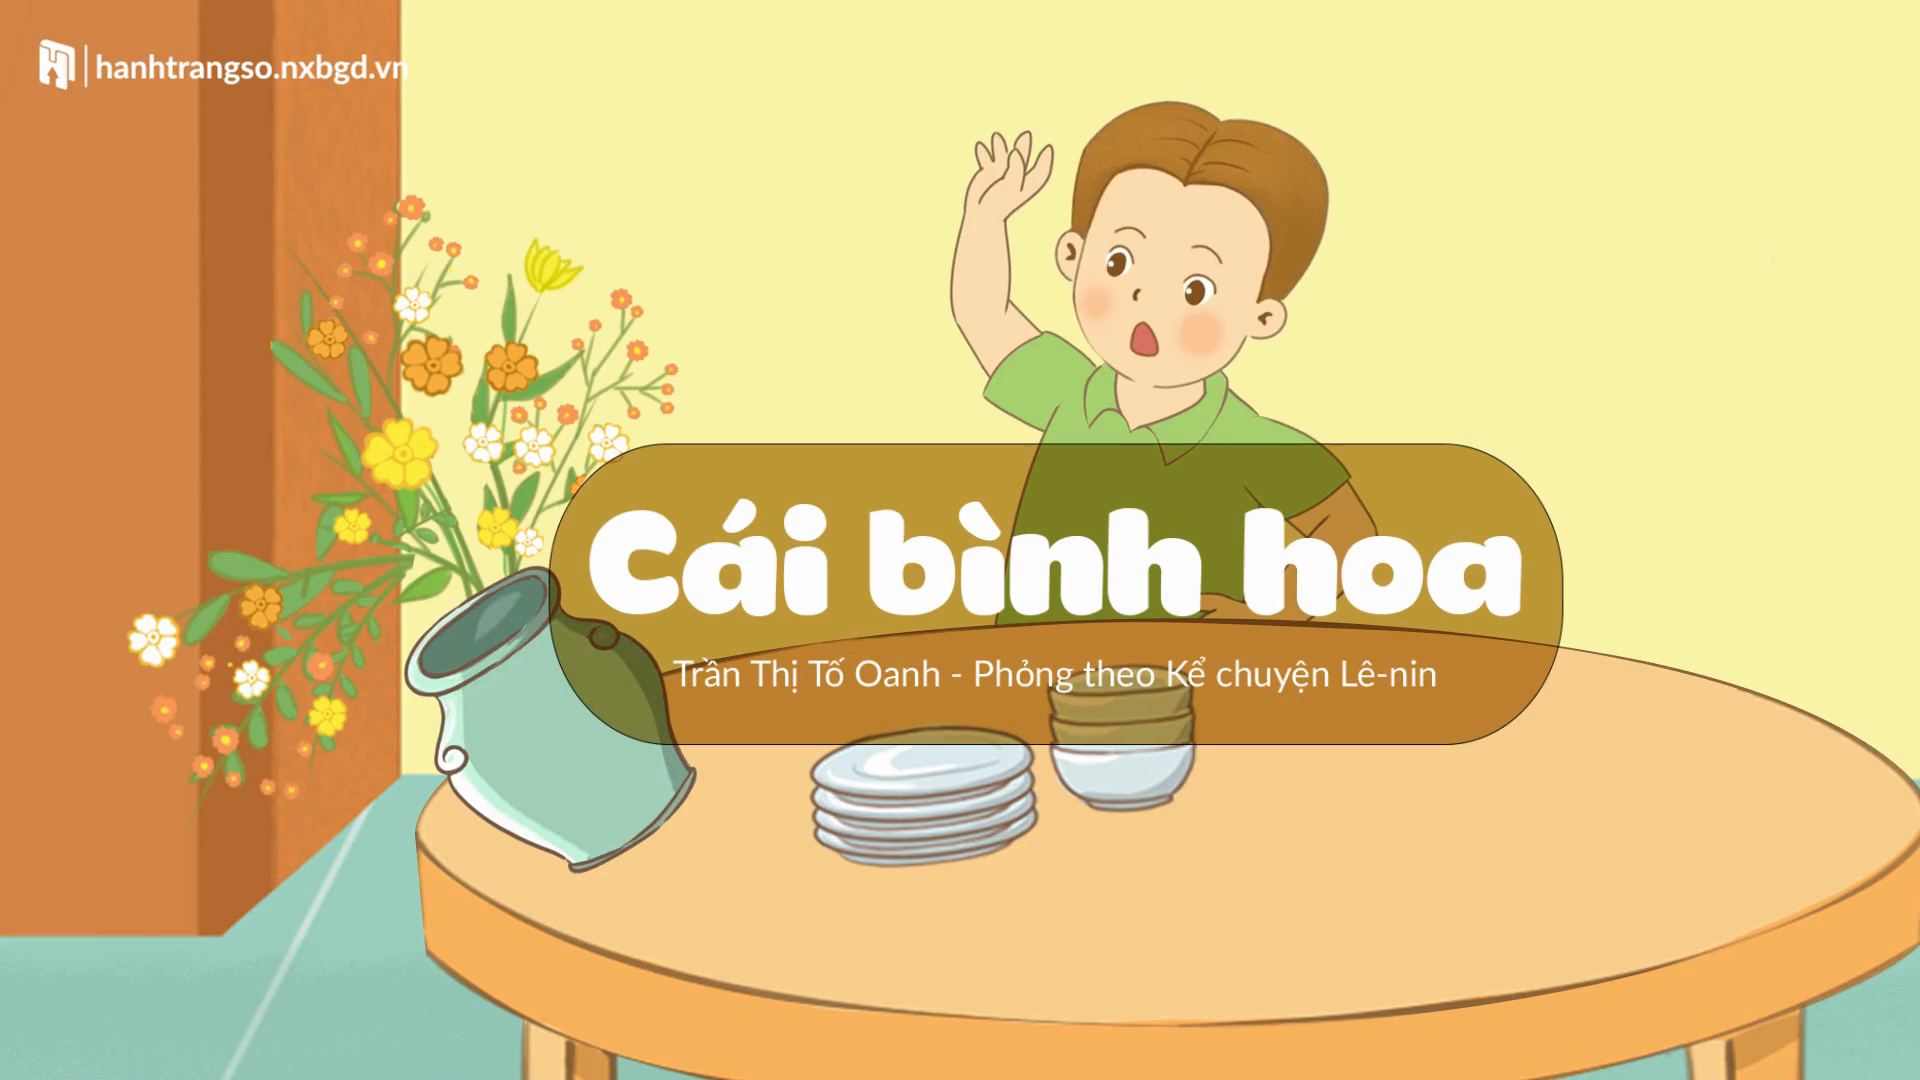 hanhtrangso.nxbgd.vn
Cái bình hoa
Trần Thị Tố Oanh - Phỏng theo Kể chuyện Lê-nin